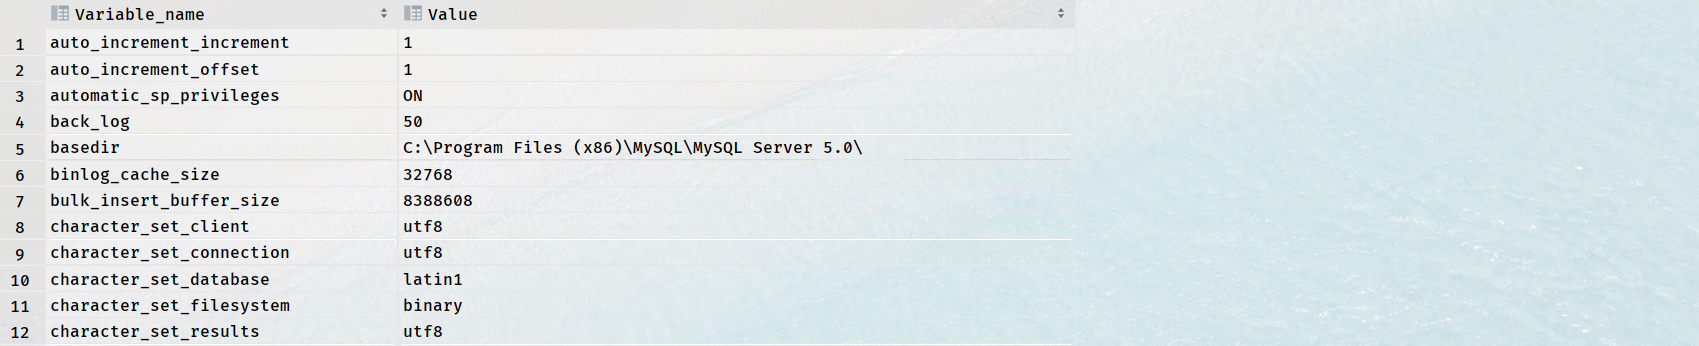 Variable_name Value
1 auto_increment_increment 1
2 auto_increment_offset 1
3 automatic_sp_privileges ON
4 back_log 50
5 basedir C:\Program Files (x86)\MySQL\MySQL Server 5.0\
6 binlog_cache_size 32768
7 bulk_insert_buffer_size 8388608
8 character_set_client utf8
9 character_set_connection utf8
10 character_set_database latin1
11 character_set_filesystem binary
12 character_set_results utf8